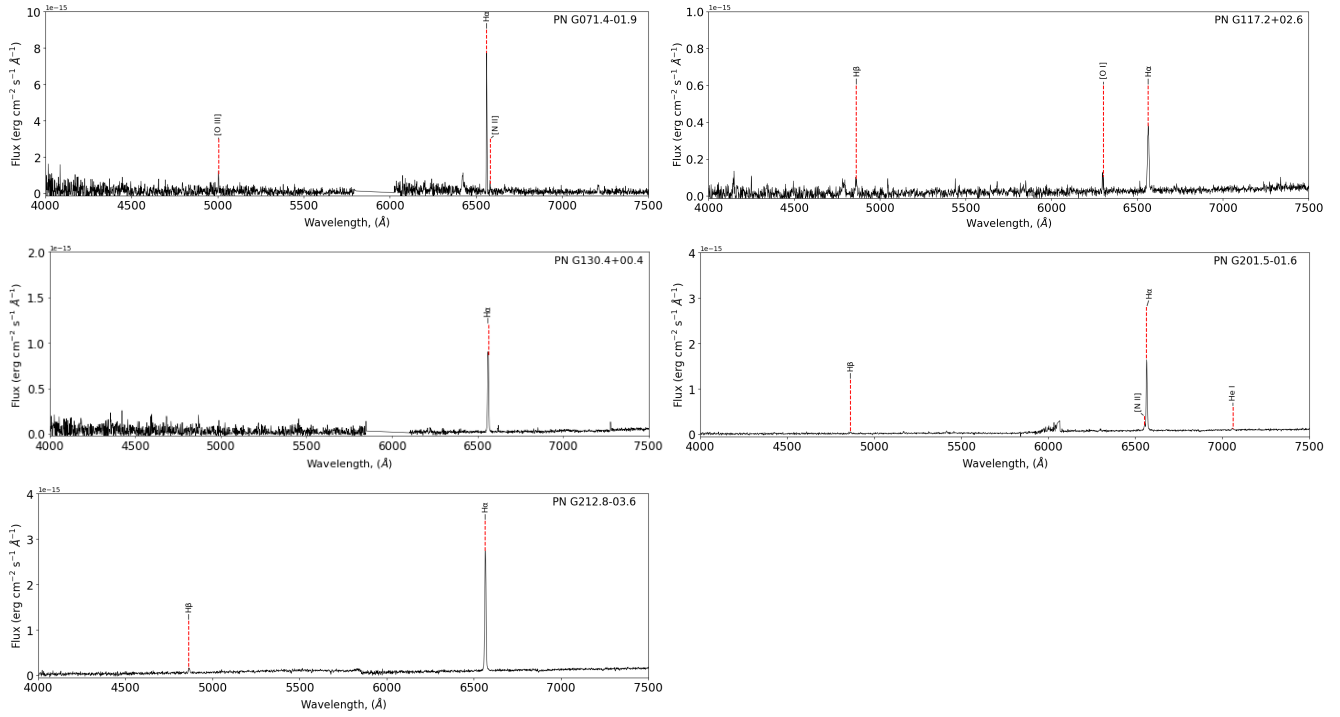 1e−15
PN G071.4-01.9
Flux (erg cm−2 s−1 Å−1)
10
8
6
4
2
0
[O III]
Hα
[N II]
4000 4500 5000 5500 6000 6500 7000 7500
Wavelength, (Å)
1e−15
PN G117.2+02.6
Flux (erg cm−2 s−1 Å−1)
1.0
0.8
0.6
0.4
0.2
0.0
Hβ
[O I]
Hα
4000 4500 5000 5500 6000 6500 7000 7500
Wavelength, (Å)
1e−15
PN G130.4+00.4
Flux (erg cm−2 s−1 Å−1)
2.0
1.5
1.0
0.5
0.0
Hα
4000 4500 5000 5500 6000 6500 7000 7500
Wavelength, (Å)
1e−15
PN G201.5-01.6
Flux (erg cm−2 s−1 Å−1)
4
3
2
1
0
Hβ
[N II]
Hα
He I
4000 4500 5000 5500 6000 6500 7000 7500
Wavelength, (Å)
1e−15
PN G212.8-03.6
Flux (erg cm−2 s−1 Å−1)
4
3
2
1
0
Hβ
Hα
4000 4500 5000 5500 6000 6500 7000 7500
Wavelength, (Å)